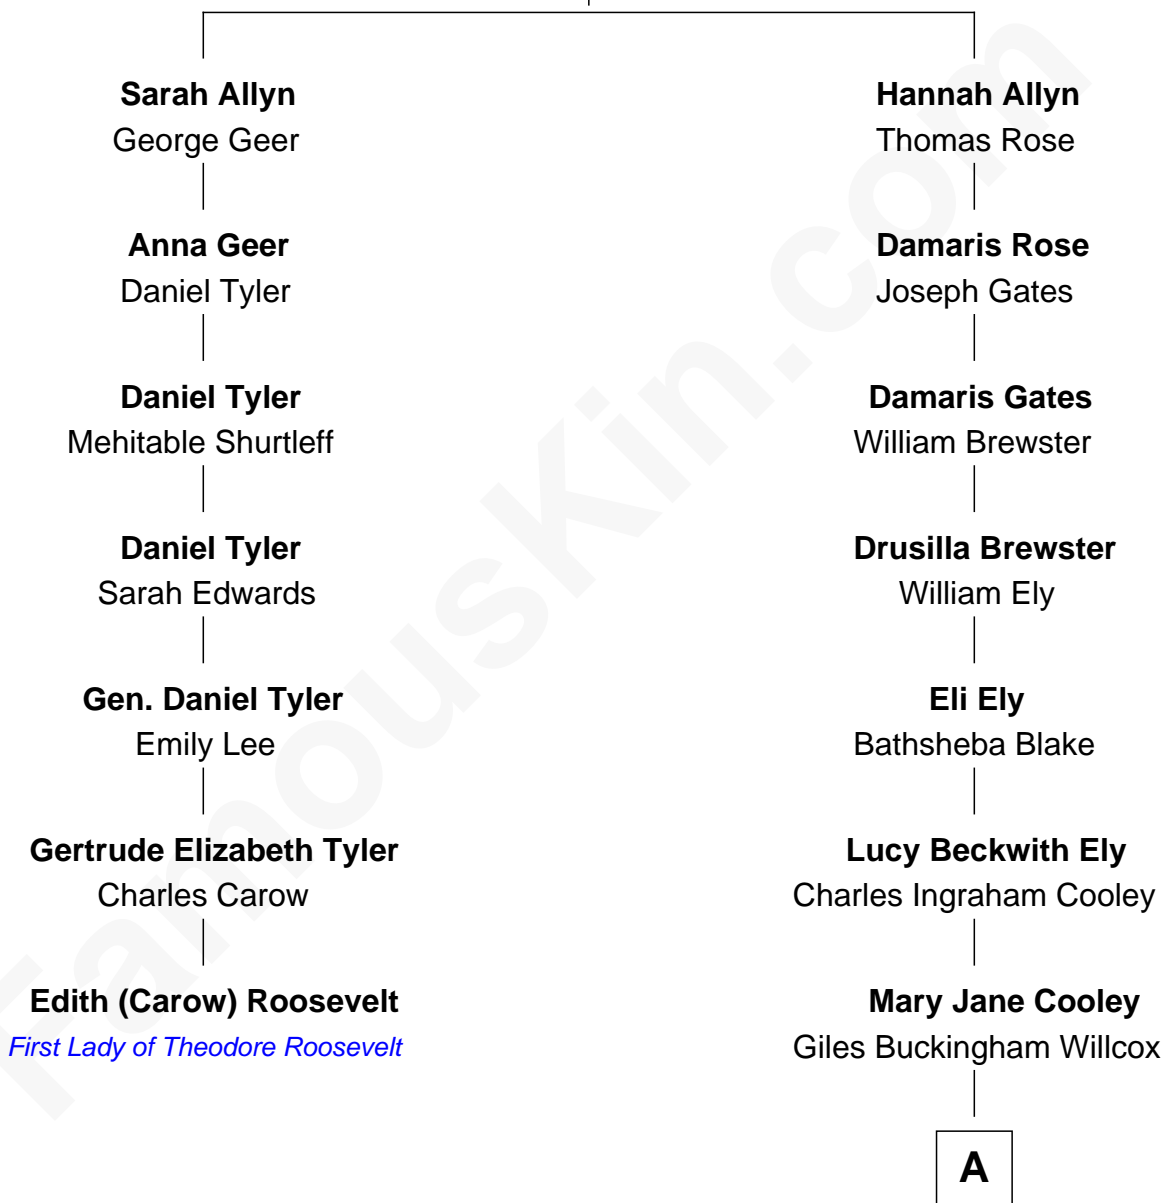 Sarah Allyn
George Geer
Anna Geer
Daniel Tyler
Daniel Tyler
Mehitable Shurtleff
Daniel Tyler
Sarah Edwards
Gen. Daniel Tyler
Emily Lee
Gertrude Elizabeth Tyler
Charles Carow
Edith (Carow) Roosevelt
First Lady of Theodore Roosevelt
Hannah Allyn
Thomas Rose
Damaris Rose
Joseph Gates
Damaris Gates
William Brewster
Drusilla Brewster
William Ely
Eli Ely
Bathsheba Blake
Lucy Beckwith Ely
Charles Ingraham Cooley
Mary Jane Cooley
Giles Buckingham Willcox
A
FamousKin.com